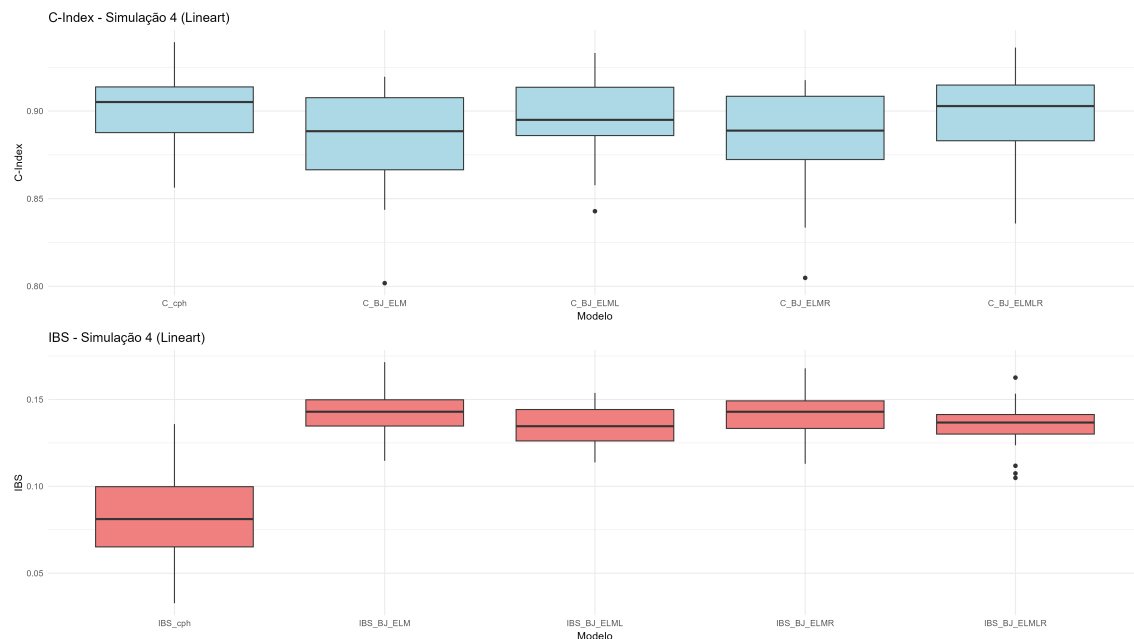 C-Index - Simulação 4 (Lineart)
C-Index
0.90
0.85
0.80
C_cph C_BJ_ELM C_BJ_ELML C_BJ_ELMR C_BJ_ELMLR
Modelo
IBS - Simulação 4 (Lineart)
IBS
0.15
0.10
0.05
IBS_cph IBS_BJ_ELM IBS_BJ_ELML IBS_BJ_ELMR IBS_BJ_ELMLR
Modelo